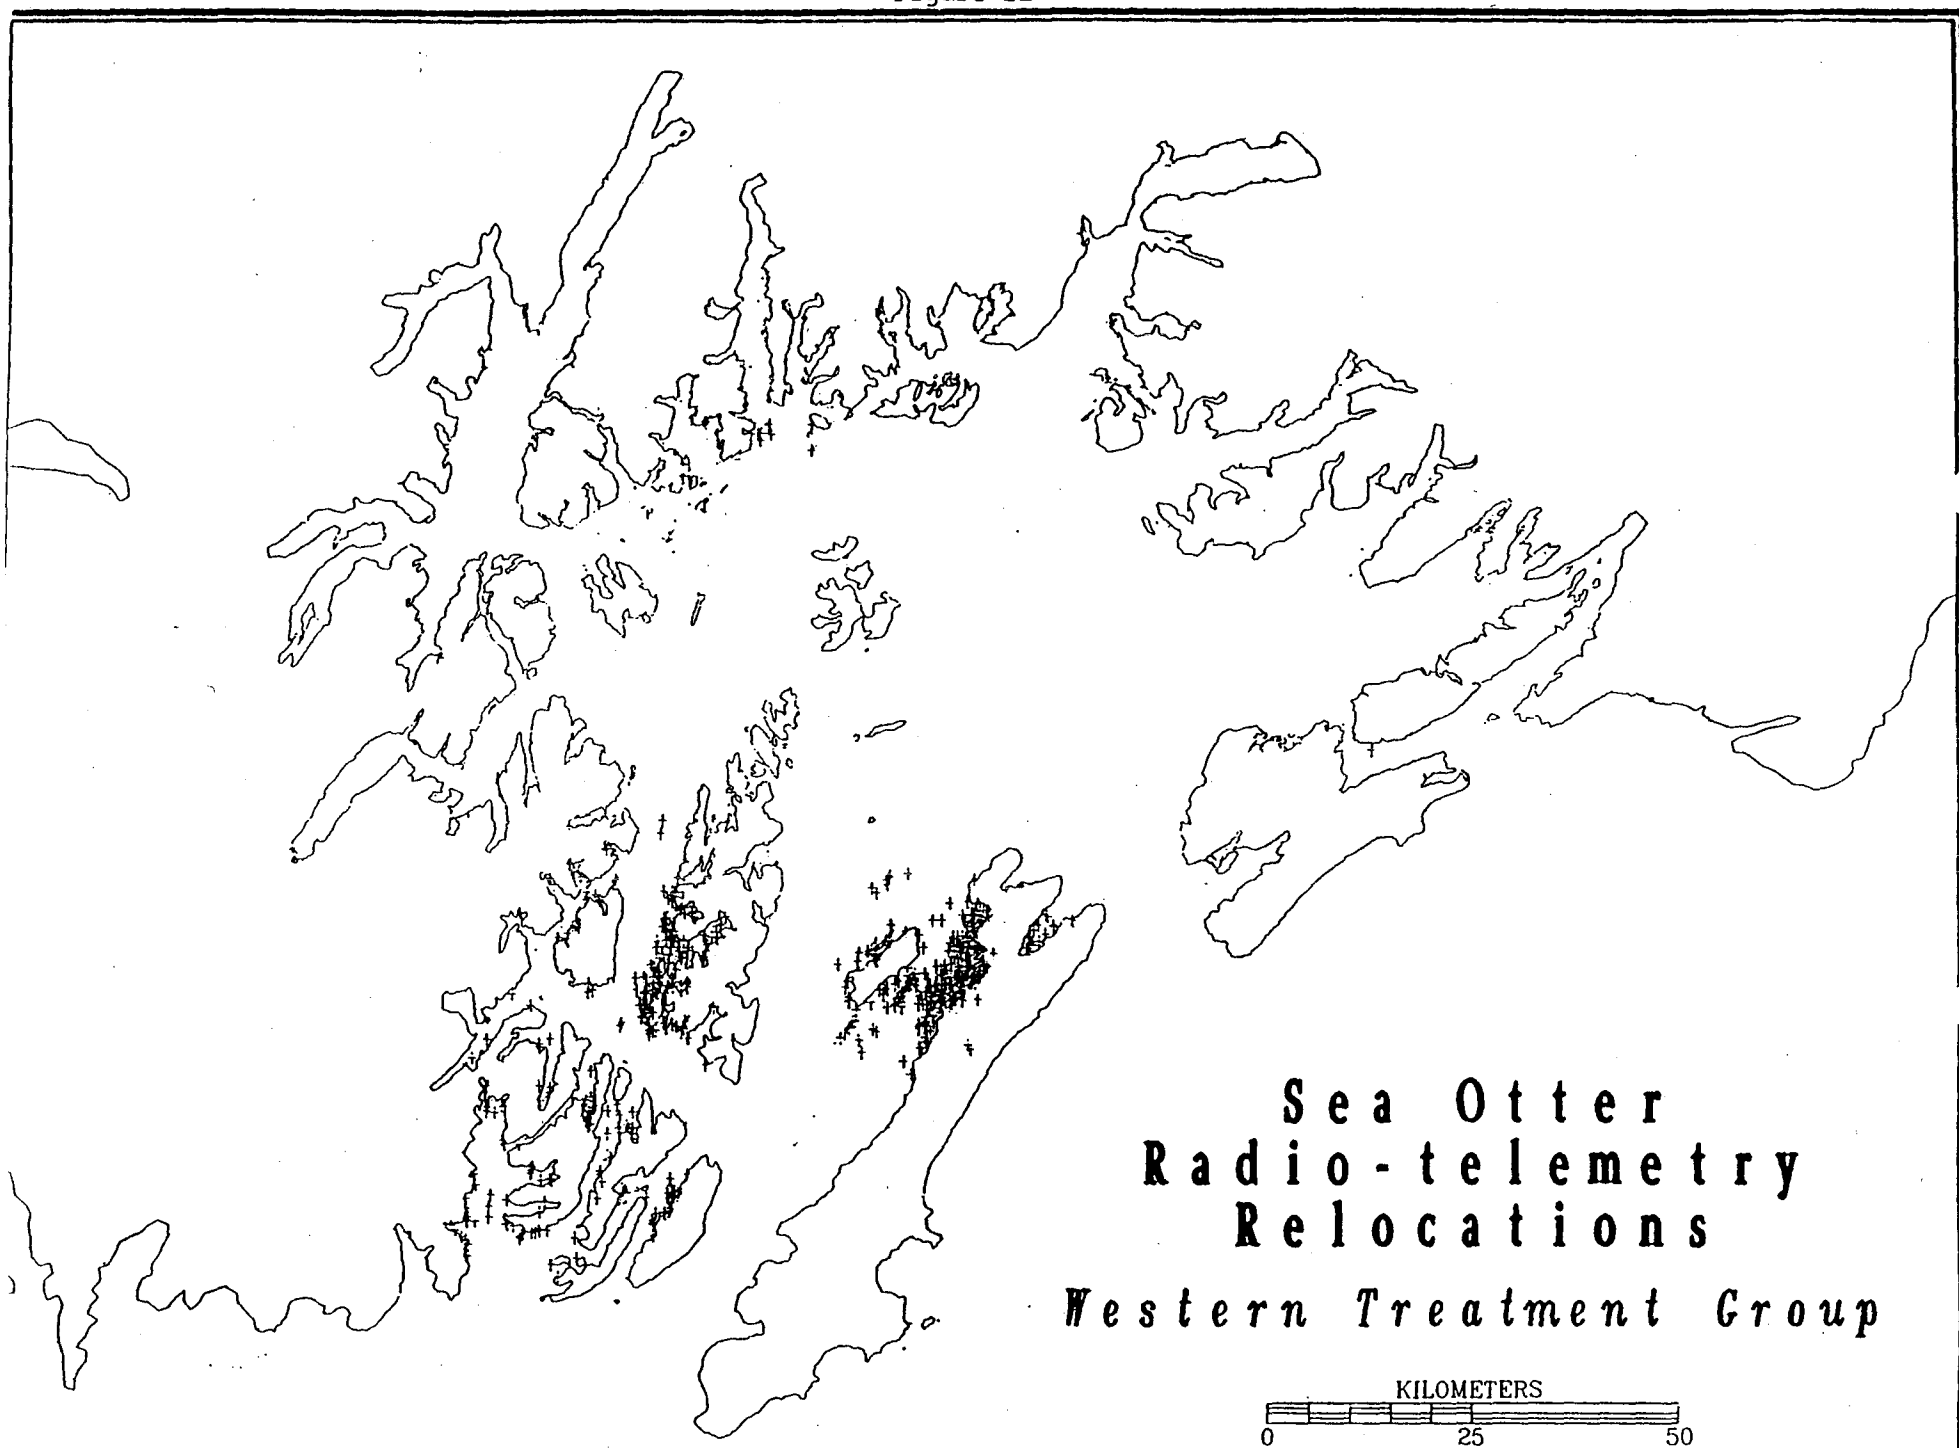 Sea Otter
Radio-telemetry
Relocations
Western Treatment Group
KILOMETERS
0 25 50